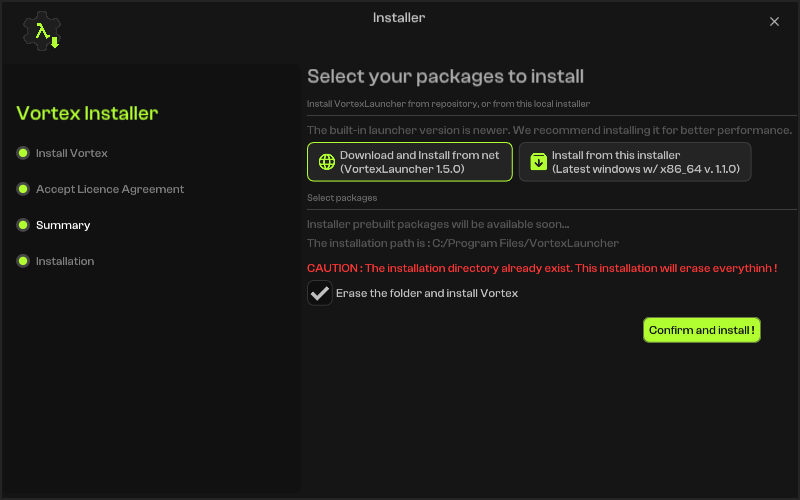 Installer
Select your packages to install
Install VortexLauncher from repository, or from this local installer
Vortex Installer
Install Vortex
Accept Licence Agreement
Summary
Installation
The built-in launcher version is newer. We recommend installing it for better performance.
Download and Install from net
(VortexLauncher 1.5.0)
Install from this installer
(Latest windows w/ x86_64 v. 1.1.0)
Select packages
Installer prebuilt packages will be available soon...
The installation path is : C:/Program Files/VortexLauncher
CAUTION : The installation directory already exist. This installation will erase everythinh !
Erase the folder and install Vortex
Confirm and install !